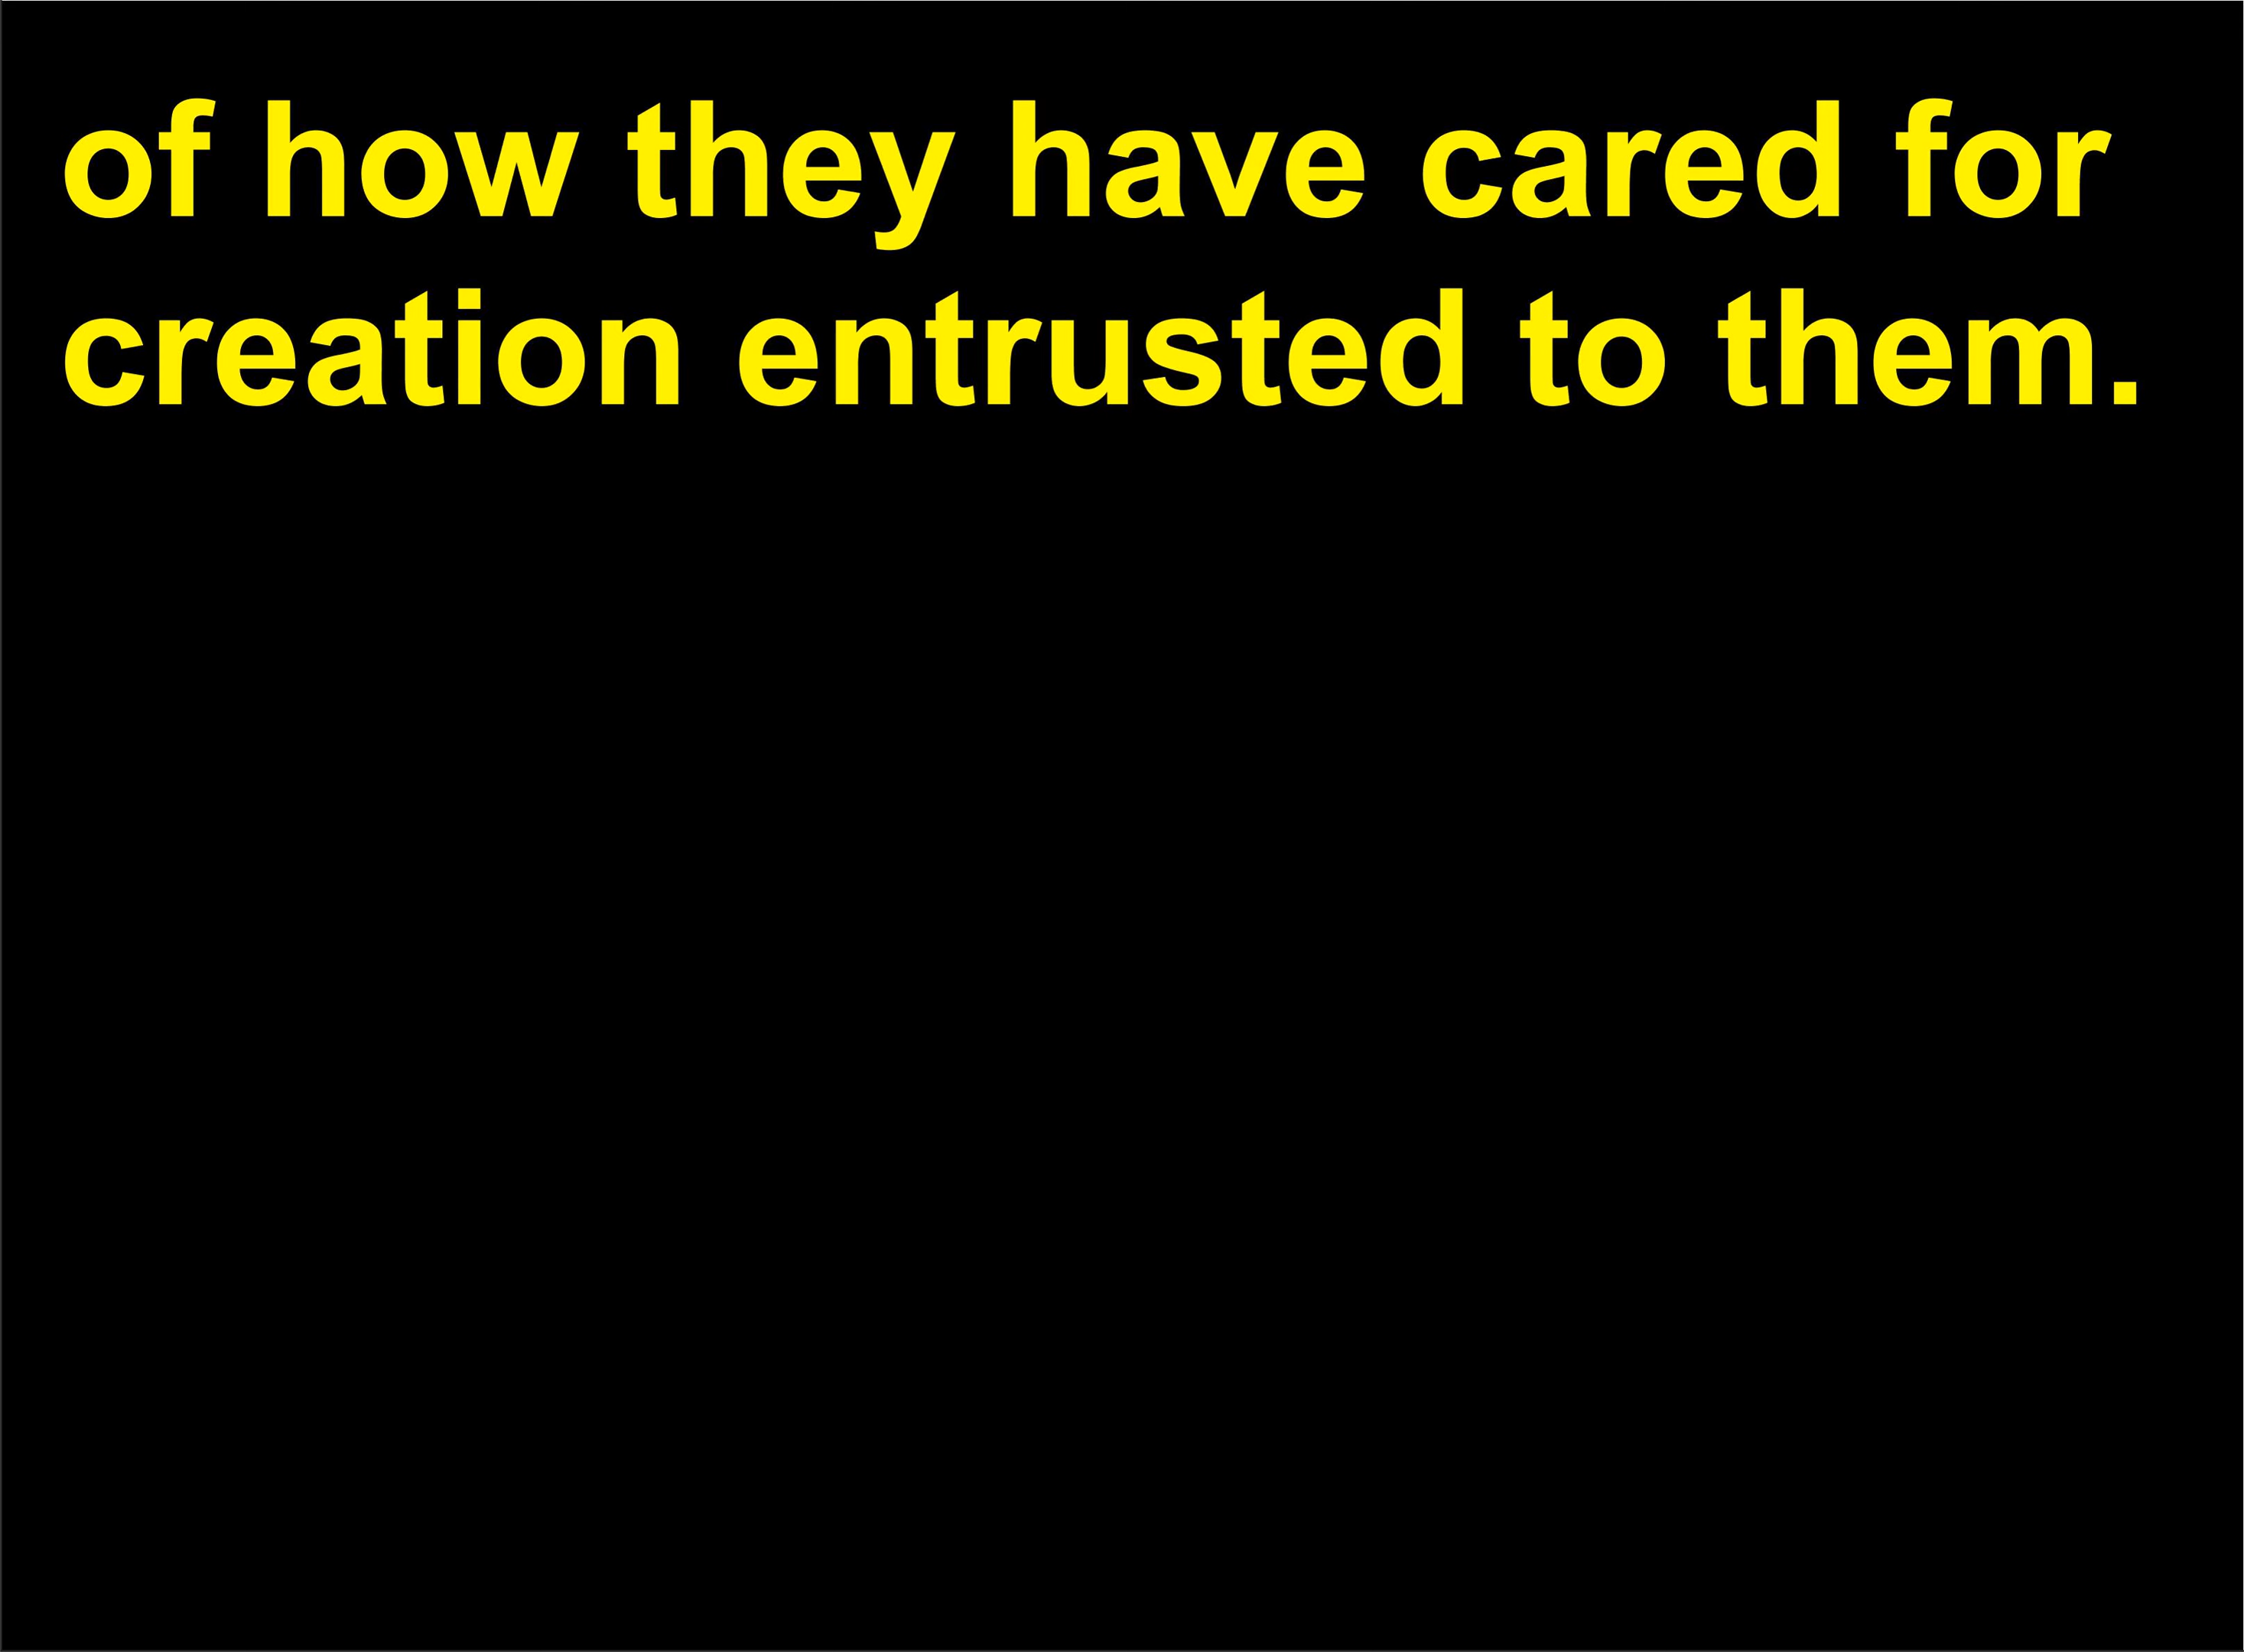 of how they have cared for
creation entrusted to them.